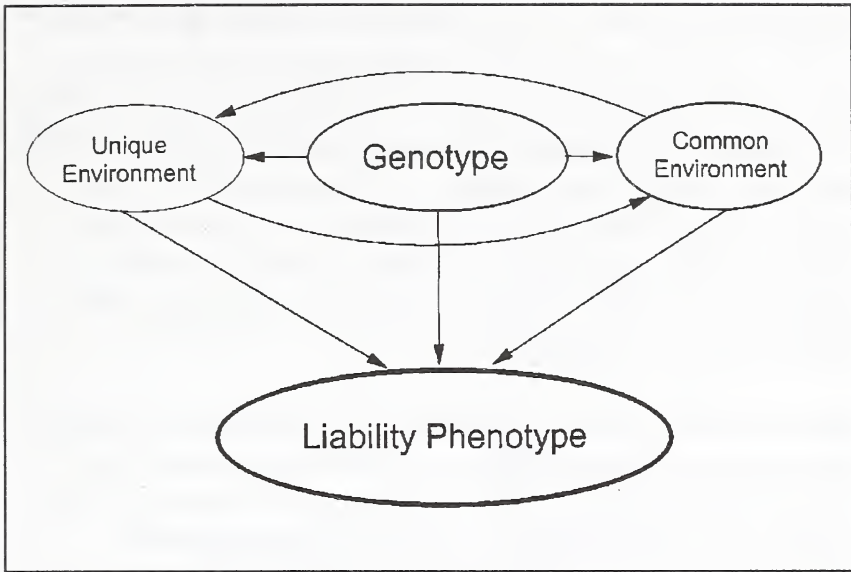 Unique
Environment
Genotype
Common
Environment
Liability Phenotype